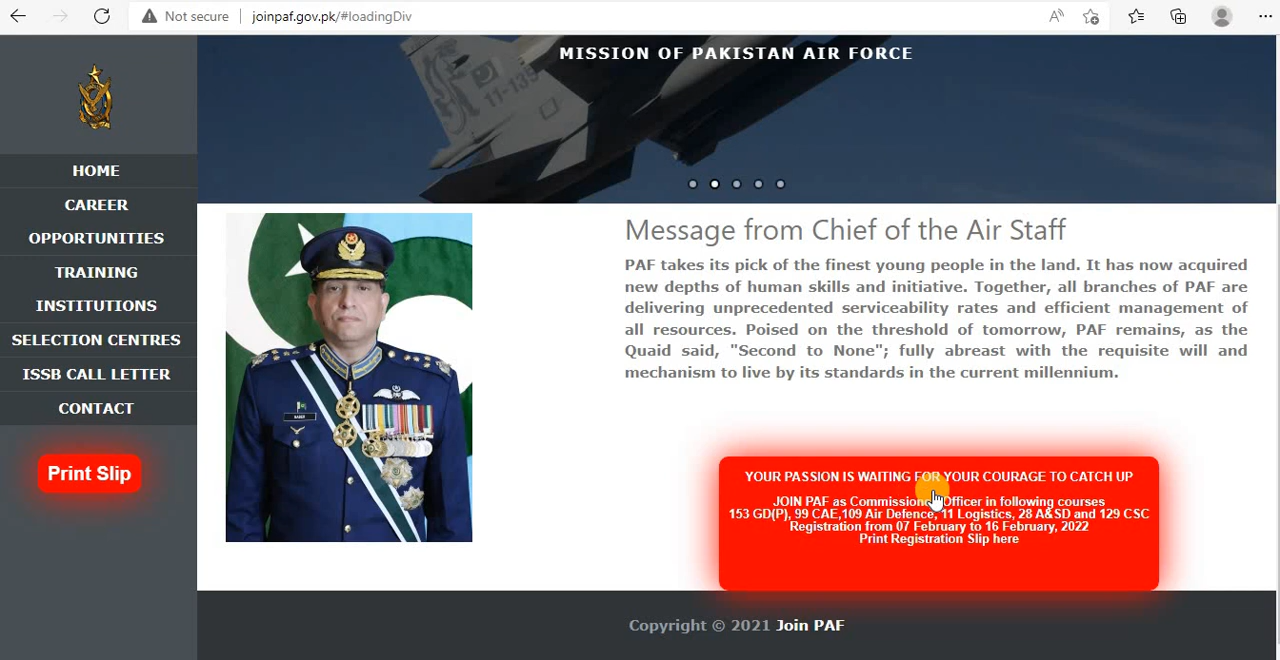 Not secure
joinpaf.gov.pk/#loadingDiv
MISSION OF PAKISTAN AIR FORCE
11-139
HOME
CAREER
OPPORTUNITIES
TRAINING
INSTITUTIONS
SELECTION CENTRES
ISSB CALL LETTER
CONTACT
Print Slip
Message from Chief of the Air Staff
PAF takes its pick of the finest young people in the land. It has now acquired
new depths of human skills and initiative. Together, all branches of PAF are
delivering unprecedented serviceability rates and efficient management of
all resources. Poised on the threshold of tomorrow, PAF remains, as the
Quaid said, "Second to None"; fully abreast with the requisite will and
mechanism to live by its standards in the current millennium.
YOUR PASSION IS WAITING FOR YOUR COURAGE TO CATCH UP
JOIN PAF as Commissioned Officer in following courses
153 GD(P), 99 CAE,109 Air Defence, 11 Logistics, 28 A&SD and 129 CSC
Registration from 07 February to 16 February, 2022
Print Registration Slip here
Copyright © 2021 Join PAF